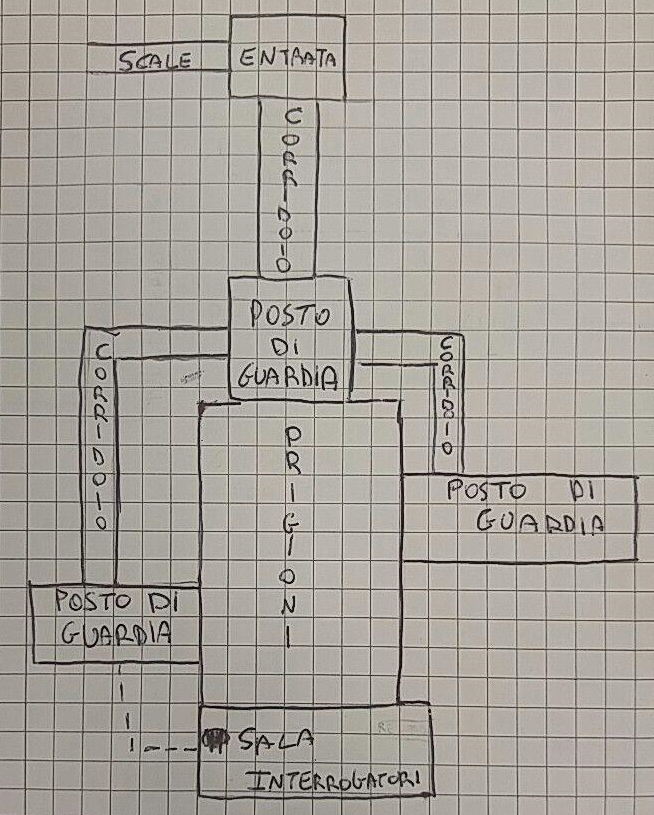 SCALE
ENTRATA
CORRIDOIO
POSTO
DI
GUARDIA
CORRIDOIO
CORRIDOIO
PRIGIONI
POSTO DI
GUARDIA
POSTO DI
GUARDIA
SALA
INTERROGATORI